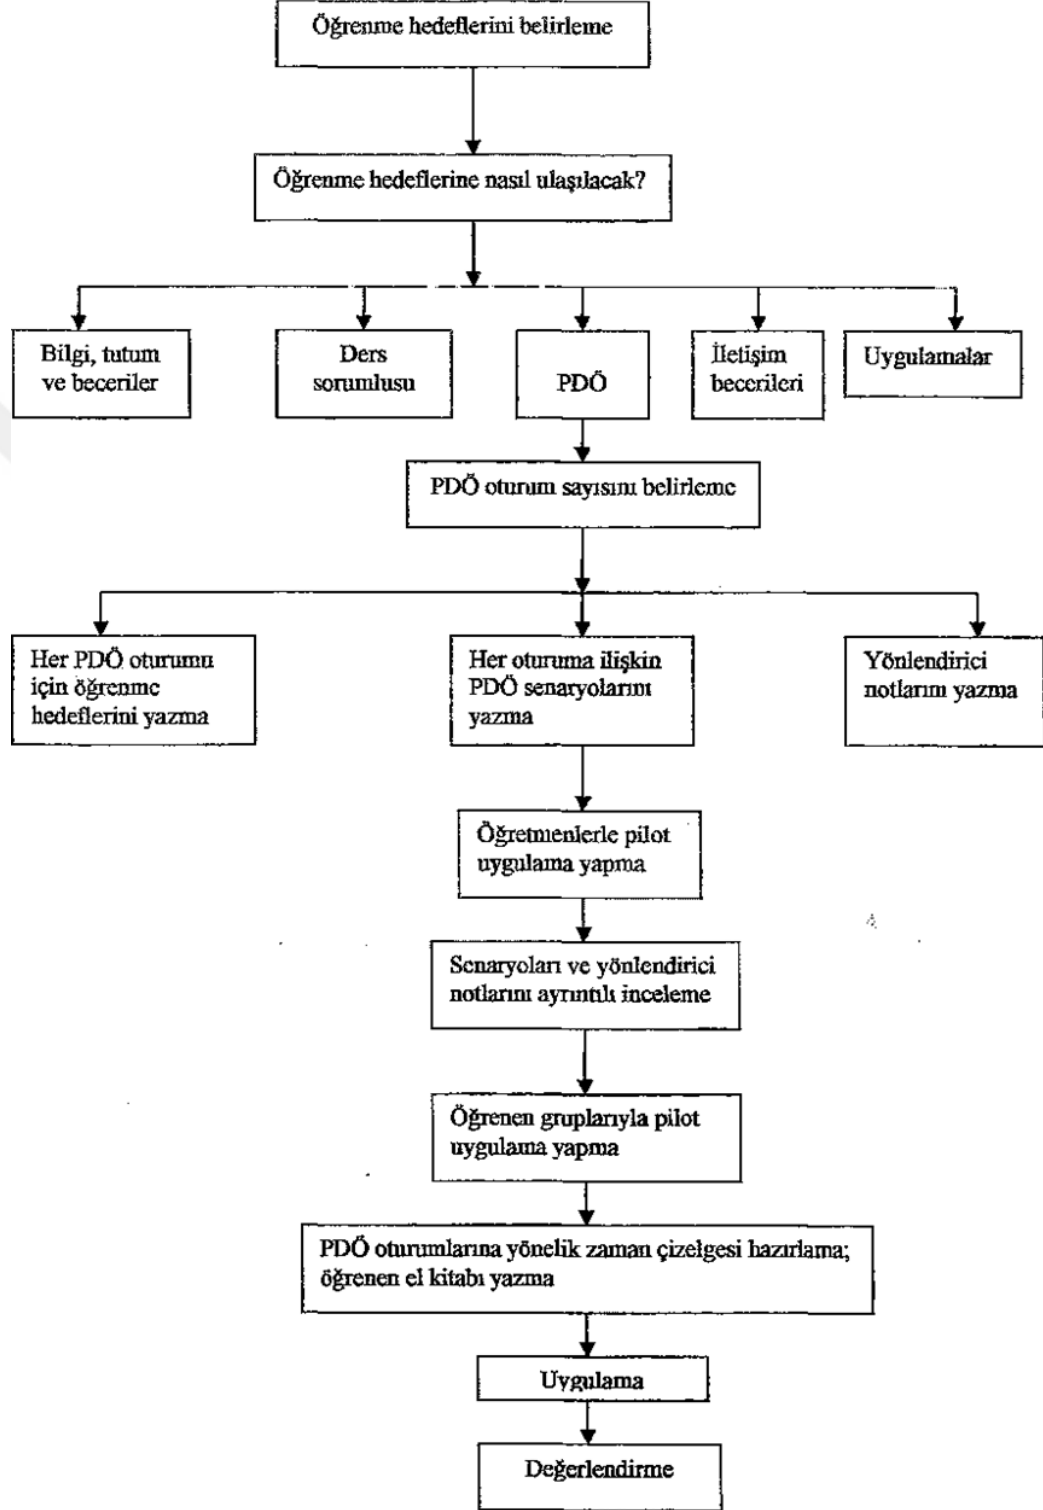 Öğrenme hedeflerini belirleme
Öğrenme hedeflerine nasıl ulaşılacak?
Bilgi, tutum
ve beceriler
Ders
sorumlusu
PDÖ
İletişim
becerileri
Uygulamalar
PDÖ oturum sayısını belirleme
Her PDÖ oturumu
için öğrenme
hedeflerini yazma
Her oturuma ilişkin
PDÖ senaryolarını
yazma
Yönlendirici
notlarını yazma
Öğretmenlerle pilot
uygulama yapma
Senaryoları ve yönlendirici
notlarını ayrıntılı inceleme
Öğrenen gruplarıyla pilot
uygulama yapma
PDÖ oturumlarına yönelik zaman çizelgesi hazırlama;
öğrenen el kitabı yazma
Uygulama
Değerlendirme